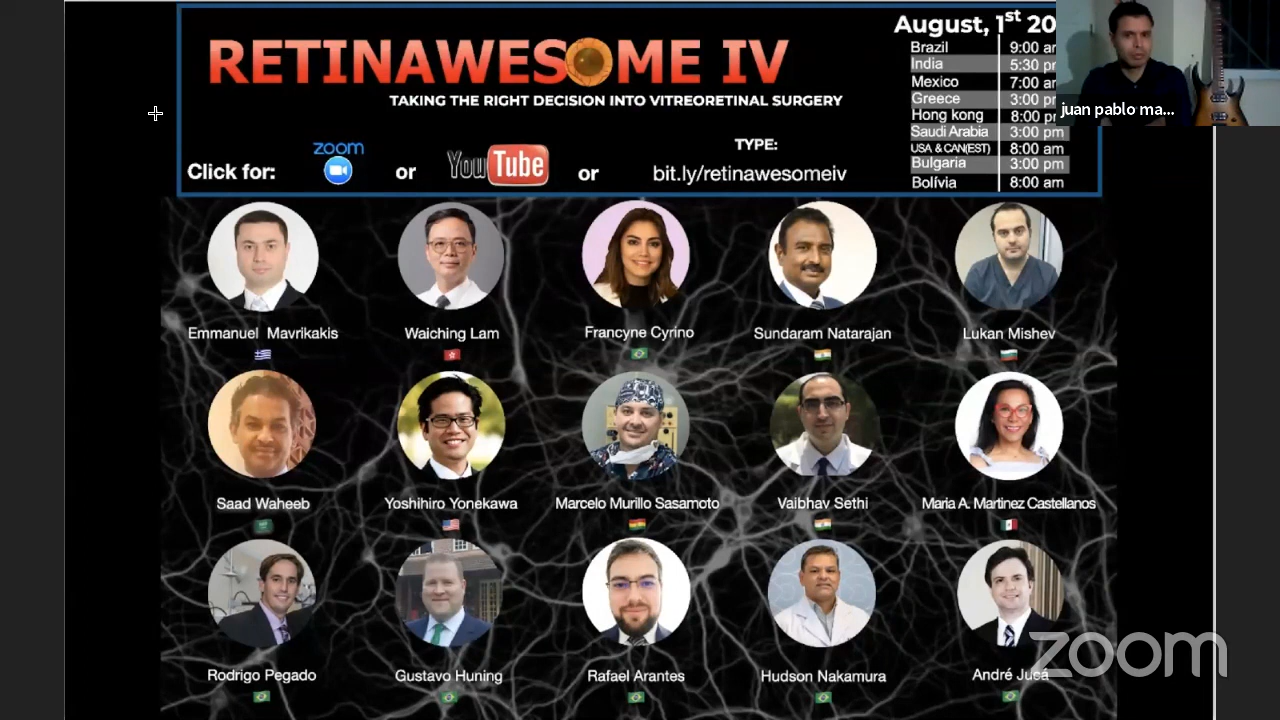 RETINAWESOME IV
TAKING THE RIGHT DECISION INTO VITREORETINAL SURGERY
Click for:
zoom
or
YouTube
or
TYPE:
bit.ly/retinawesomeiv
August, 1st 20
Brazil 9:00 am
India 5:30 pm
Mexico 7:00 am
Greece 3:00 pm
Hong kong 8:00 pm
Saudi Arabia 3:00 pm
USA & CAN(EST) 8:00 am
Bulgaria 3:00 pm
Bolívia 8:00 am
juan pablo ma...
Emmanuel Mavrikakis
Waiching Lam
Francyne Cyrino
Sundaram Natarajan
Lukan Mishev
Saad Waheeb
Yoshihiro Yonekawa
Marcelo Murillo Sasamoto
Vaibhav Sethi
Maria A. Martinez Castellanos
Rodrigo Pegado
Gustavo Huning
Rafael Arantes
Hudson Nakamura
André Jucá
zoom